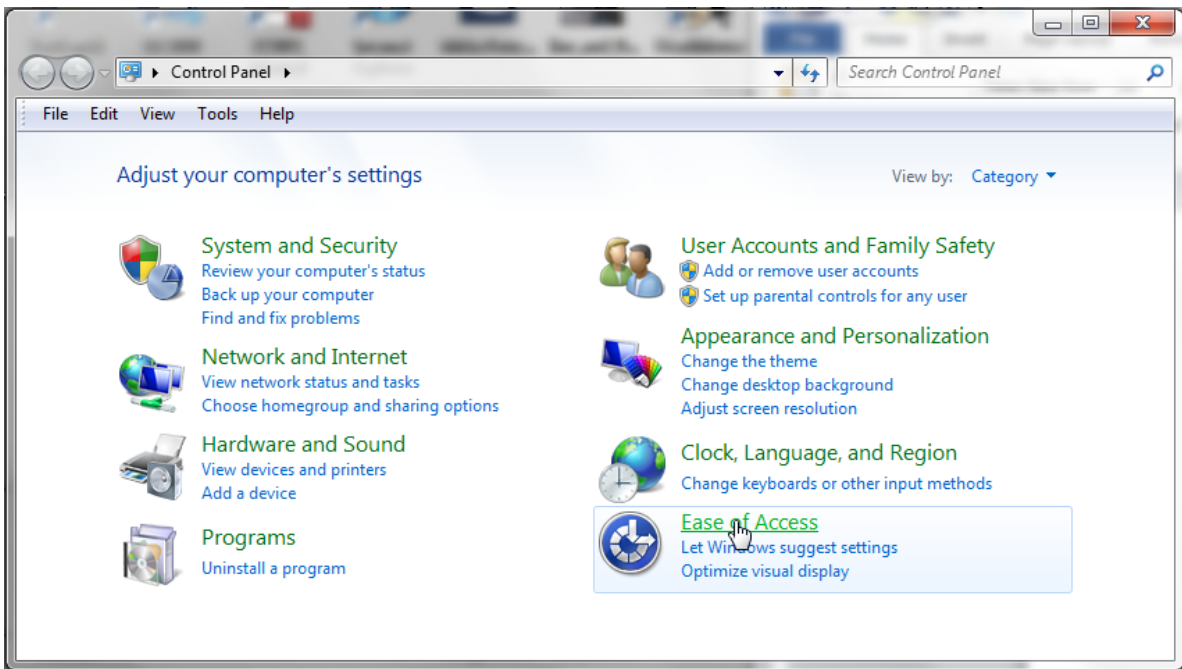 Control Panel
Search Control Panel
File Edit View Tools Help
Adjust your computer's settings
View by: Category
System and Security
Review your computer's status
Back up your computer
Find and fix problems
Network and Internet
View network status and tasks
Choose homegroup and sharing options
Hardware and Sound
View devices and printers
Add a device
Programs
Uninstall a program
User Accounts and Family Safety
Add or remove user accounts
Set up parental controls for any user
Appearance and Personalization
Change the theme
Change desktop background
Adjust screen resolution
Clock, Language, and Region
Change keyboards or other input methods
Ease of Access
Let Windows suggest settings
Optimize visual display